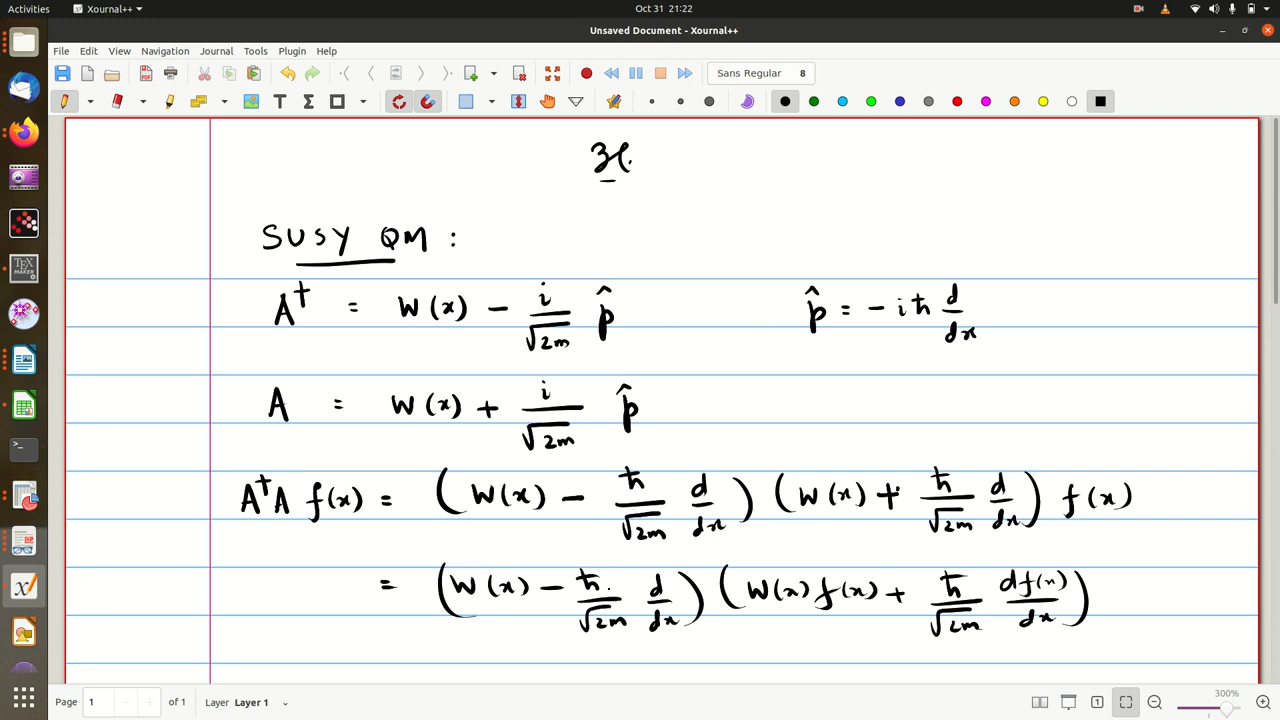 Activities Xournal++ Oct 31 21:22
Unsaved Document - Xournal++
File Edit View Navigation Journal Tools Plugin Help
Sans Regular 8
SUSY QM :
A† = W(x) - i/√2m p̂ p̂ = - iħ d/dx
A = W(x) + i/√2m p̂
A†A f(x) = (W(x) - ħ/√2m d/dx) (W(x) + ħ/√2m d/dx) f(x)
= (W(x) - ħ/√2m d/dx) (W(x) f(x) + ħ/√2m df(x)/dx)
Page 1 of 1 Layer Layer 1 300%